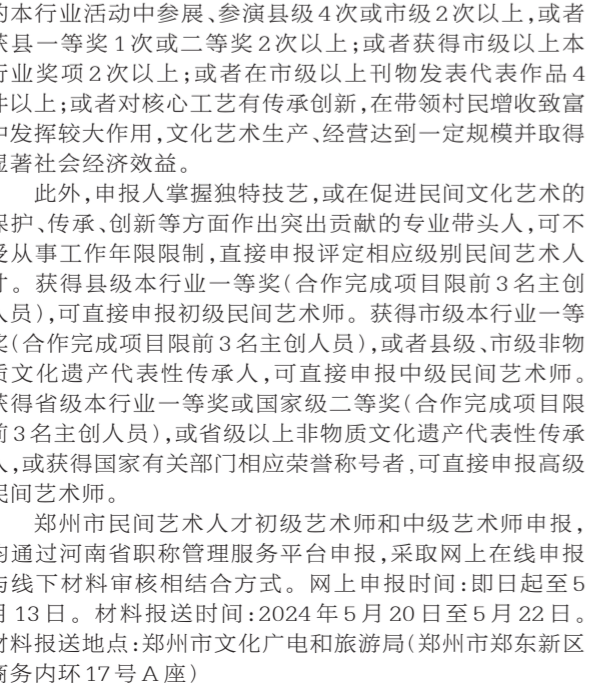 的本行业活动中参展、参演县级4次或市级2次以上,或者
获县一等奖1次或二等奖2次以上;或者获得市级以上本
行业奖项2次以上;或者在市级以上刊物发表代表作品4
件以上;或者对核心工艺有传承创新,在带领村民增收致富
中发挥较大作用,文化艺术生产、经营达到一定规模并取得
显著社会经济效益。
此外,申报人掌握独特技艺,或在促进民间文化艺术的
保护、传承、创新等方面作出突出贡献的专业带头人,可不
受从事工作年限限制,直接申报评定相应级别民间艺术人
才。获得县级本行业一等奖(合作完成项目限前3名主创
人员),可直接申报初级民间艺术师。获得市级本行业一等
奖(合作完成项目限前3名主创人员),或者县级、市级非物
质文化遗产代表性传承人,可直接申报中级民间艺术师。
获得省级本行业一等奖或国家级二等奖(合作完成项目限
前3名主创人员),或省级以上非物质文化遗产代表性传承
人,或获得国家有关部门相应荣誉称号者,可直接申报高级
民间艺术师。
郑州市民间艺术人才初级艺术师和中级艺术师申报,
均通过河南省职称管理服务平台申报,采取网上在线申报
与线下材料审核相结合方式。网上申报时间:即日起至5
月13日。材料报送时间:2024年5月20日至5月22日。
材料报送地点:郑州市文化广电和旅游局(郑州市郑东新区
商务内环17号A座)